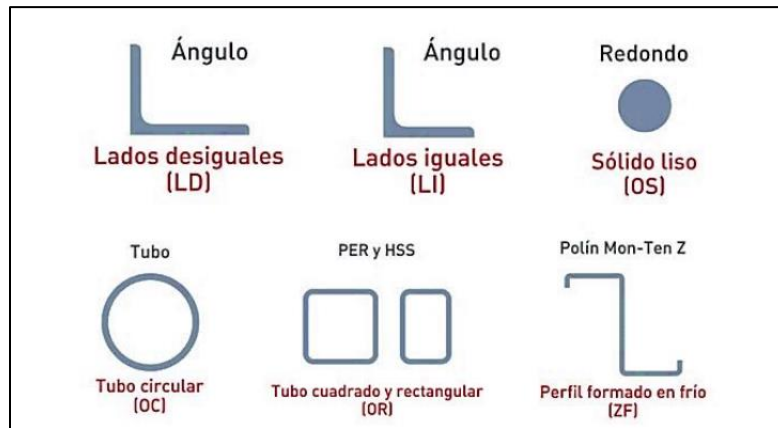 Ángulo
Lados desiguales
(LD)
Ángulo
Lados iguales
(LI)
Redondo
Sólido liso
(OS)
Tubo
Tubo circular
(OC)
PER y HSS
Tubo cuadrado y rectangular
(OR)
Polín Mon-Ten Z
Perfil formado en frío
(ZF)